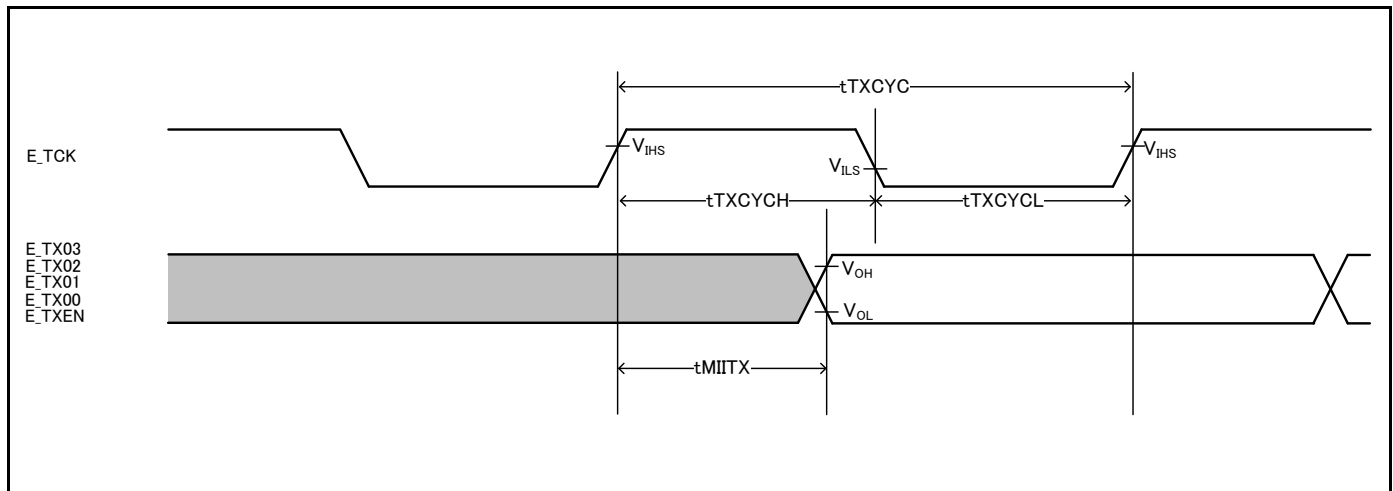 tTXCYC
E_TCK
VIHS
VILS
VIHS
tTXCYCH
tTXCYCL
E_TX03
E_TX02
E_TX01
E_TX00
E_TXEN
VOH
VOL
tMIITX